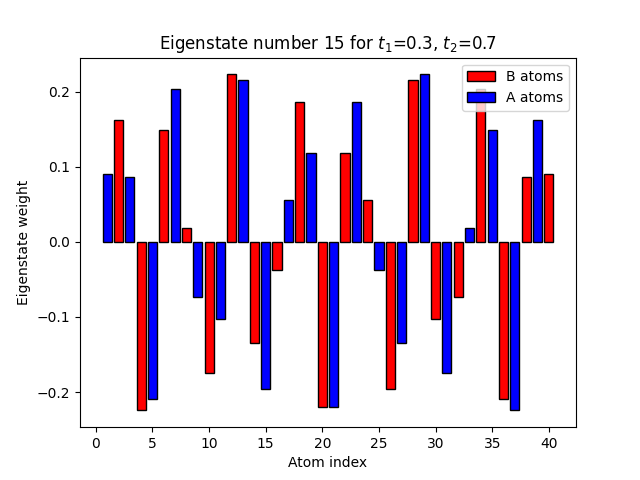 Eigenstate number 15 for t₁=0.3, t₂=0.7
B atoms
A atoms
Eigenstate weight
0.2
0.1
0.0
−0.1
−0.2
0 5 10 15 20 25 30 35 40
Atom index